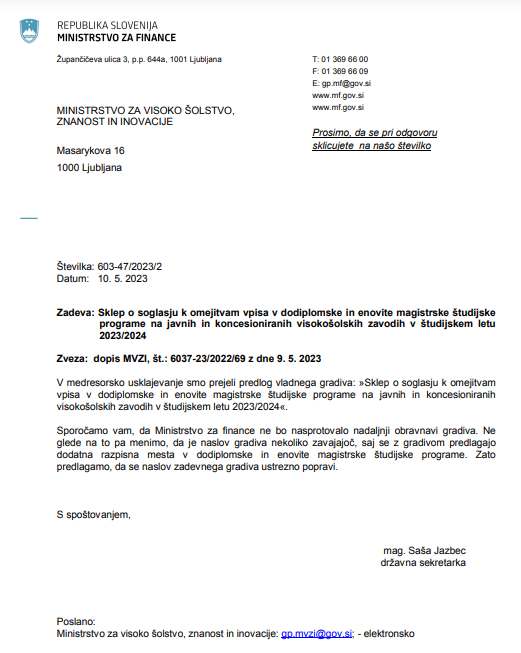 REPUBLIKA SLOVENIJA
MINISTRSTVO ZA FINANCE
Župančičeva ulica 3, p.p. 644a, 1001 Ljubljana
T: 01 369 66 00
F: 01 369 66 09
E: gp.mf@gov.si
www.mf.gov.si
www.mf.gov.si
MINISTRSTVO ZA VISOKO ŠOLSTVO,
ZNANOST IN INOVACIJE
Prosimo, da se pri odgovoru
sklicujete na našo številko
Masarykova 16
1000 Ljubljana
Številka: 603-47/2023/2
Datum: 10. 5. 2023
Zadeva: Sklep o soglasju k omejitvam vpisa v dodiplomske in enovite magistrske študijske
programe na javnih in koncesioniranih visokošolskih zavodih v študijskem letu
2023/2024
Zveza: dopis MVZI, št.: 6037-23/2022/69 z dne 9. 5. 2023
V medresorsko usklajevanje smo prejeli predlog vladnega gradiva: »Sklep o soglasju k omejitvam
vpisa v dodiplomske in enovite magistrske študijske programe na javnih in koncesioniranih
visokošolskih zavodih v študijskem letu 2023/2024«.
Sporočamo vam, da Ministrstvo za finance ne bo nasprotovalo nadaljnji obravnavi gradiva. Ne
glede na to pa menimo, da je naslov gradiva nekoliko zavajajoč, saj se z gradivom predlagajo
dodatna razpisna mesta v dodiplomske in enovite magistrske študijske programe. Zato
predlagamo, da se naslov zadevnega gradiva ustrezno popravi.
S spoštovanjem,
mag. Saša Jazbec
državna sekretarka
Poslano:
Ministrstvo za visoko šolstvo, znanost in inovacije: gp.mvzi@gov.si; - elektronsko